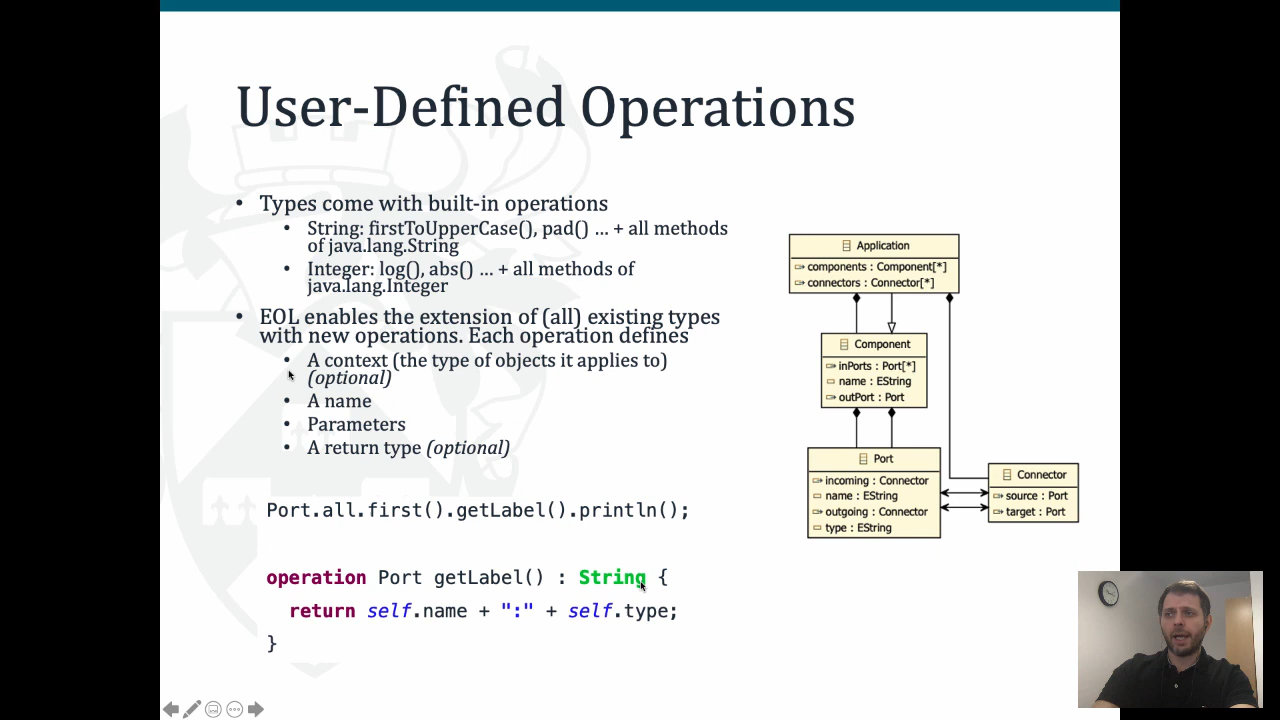 User-Defined Operations
• Types come with built-in operations
• String: firstToUpperCase(), pad() ... + all methods
of java.lang.String
• Integer: log(), abs() ... + all methods of
java.lang.Integer
• EOL enables the extension of (all) existing types
with new operations. Each operation defines
• A context (the type of objects it applies to)
(optional)
• A name
• Parameters
• A return type (optional)
Port.all.first().getLabel().println();
operation Port getLabel() : String {
return self.name + ":" + self.type;
}
Application
components : Component[*]
connectors : Connector[*]
Component
inPorts : Port[*]
name : EString
outPort : Port
Port
incoming : Connector
name : EString
outgoing : Connector
type : EString
Connector
source : Port
target : Port